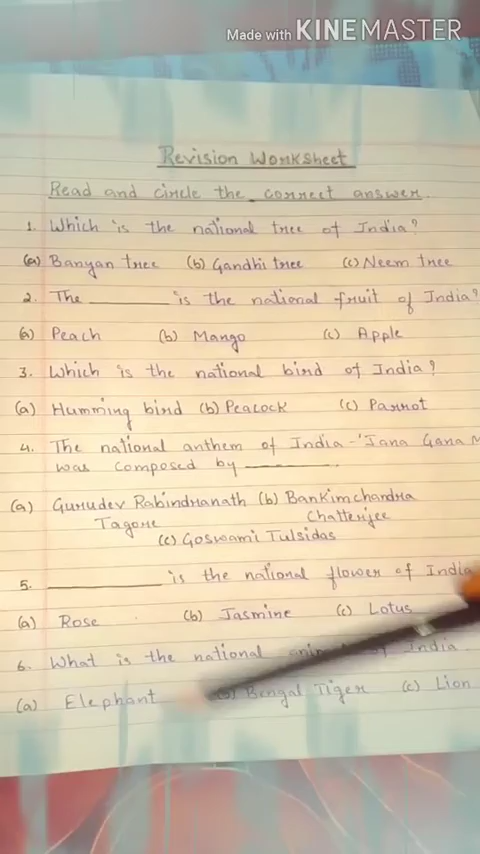 Made with KINEMASTER
Revision Worksheet
Read and circle the correct answer.
1. Which is the national tree of India?
(a) Banyan tree (b) Gandhi tree (c) Neem tree
2. The ________ is the national fruit of India?
(a) Peach (b) Mango (c) Apple
3. Which is the national bird of India?
(a) Humming bird (b) Peacock (c) Parrot
4. The national anthem of India - 'Jana Gana M
was composed by ________.
(a) Gurudev Rabindranath (b) Bankimchandra
Tagore Chatterjee
(c) Goswami Tulsidas
5. ________ is the national flower of India
(a) Rose (b) Jasmine (c) Lotus
6. What is the national of India.
(a) Elephant (b) Bengal Tiger (c) Lion